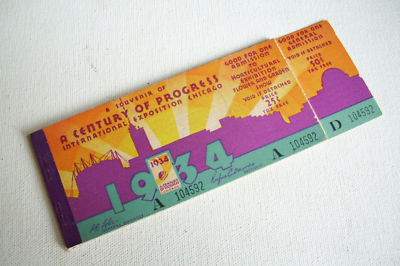 A SOUVENIR OF
A CENTURY OF PROGRESS
INTERNATIONAL EXPOSITION CHICAGO
1934
1934
A 104592
GOOD FOR ONE
ADMISSION
TO
HORTICULTURAL
EXHIBITION
FLOWER AND GARDEN
SHOW
VOID IF DETACHED
PRICE
25¢
TAX FREE
A 104592
GOOD FOR ONE
GENERAL
ADMISSION
VOID IF DETACHED
PRICE
50¢
TAX FREE
D 104592